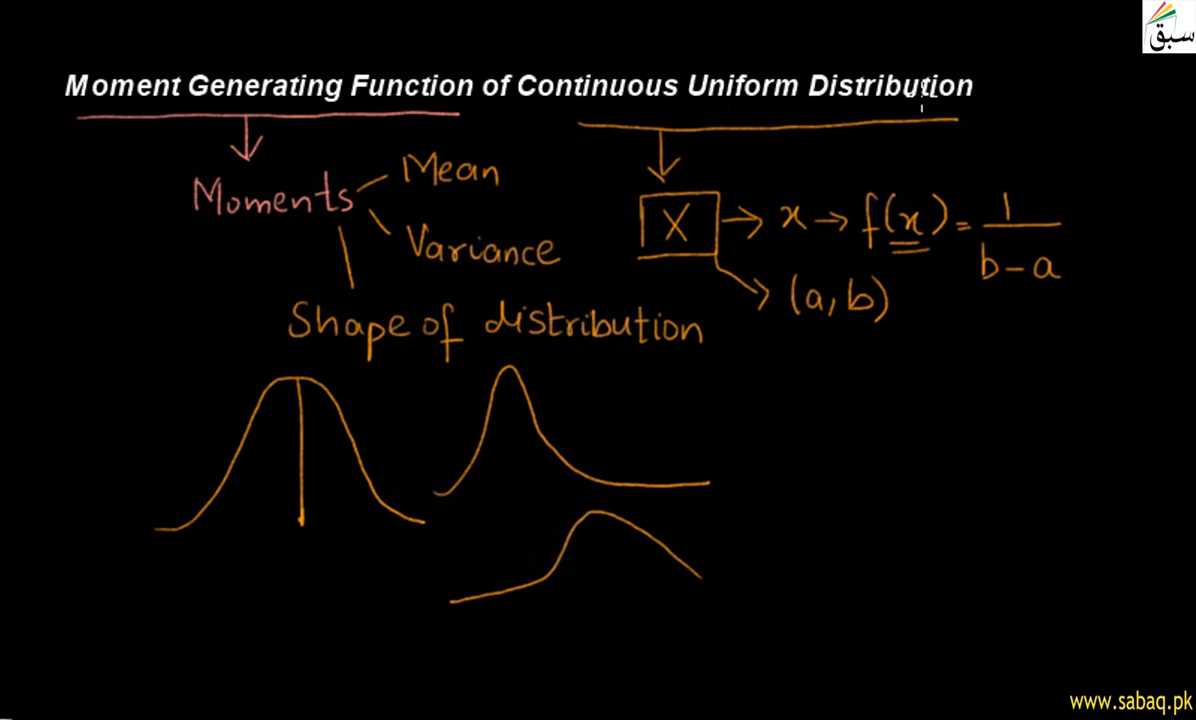 سبق
Moment Generating Function of Continuous Uniform Distribution
Moments
Mean
Variance
Shape of distribution
X → x → f(x) = 1 / b-a
(a, b)
www.sabaq.pk